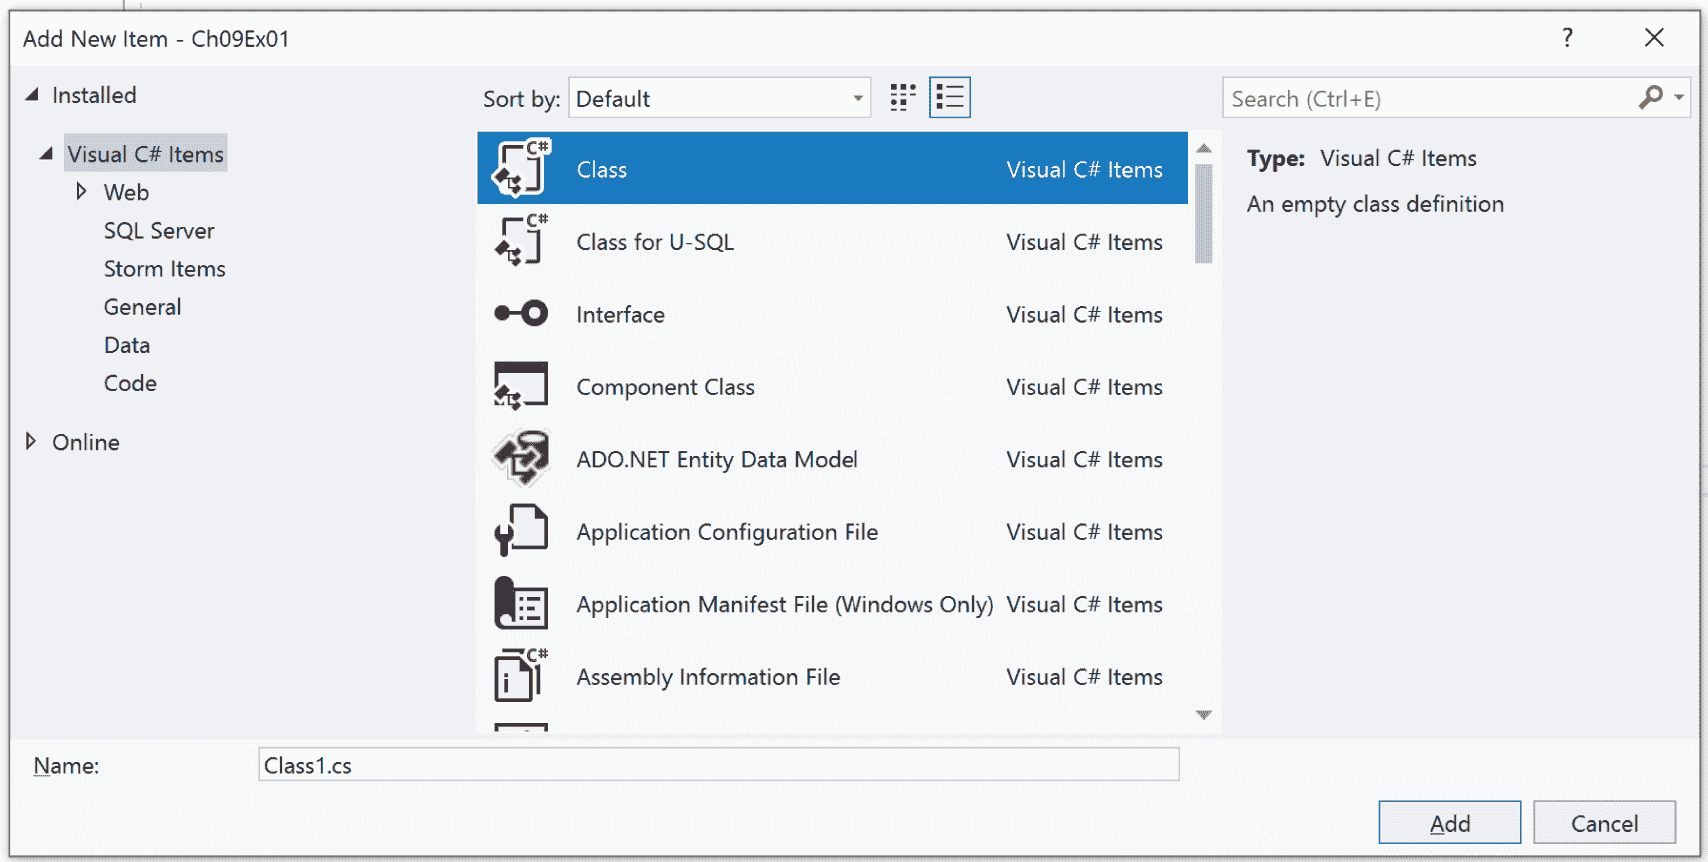 Add New Item - Ch09Ex01
?
Installed
Visual C# Items
Web
SQL Server
Storm Items
General
Data
Code
Online
Sort by: Default
Search (Ctrl+E)
C# Class Visual C# Items
C# Class for U-SQL Visual C# Items
Interface Visual C# Items
Component Class Visual C# Items
ADO.NET Entity Data Model Visual C# Items
Application Configuration File Visual C# Items
Application Manifest File (Windows Only) Visual C# Items
C# Assembly Information File Visual C# Items
Type: Visual C# Items
An empty class definition
Name: Class1.cs
Add Cancel